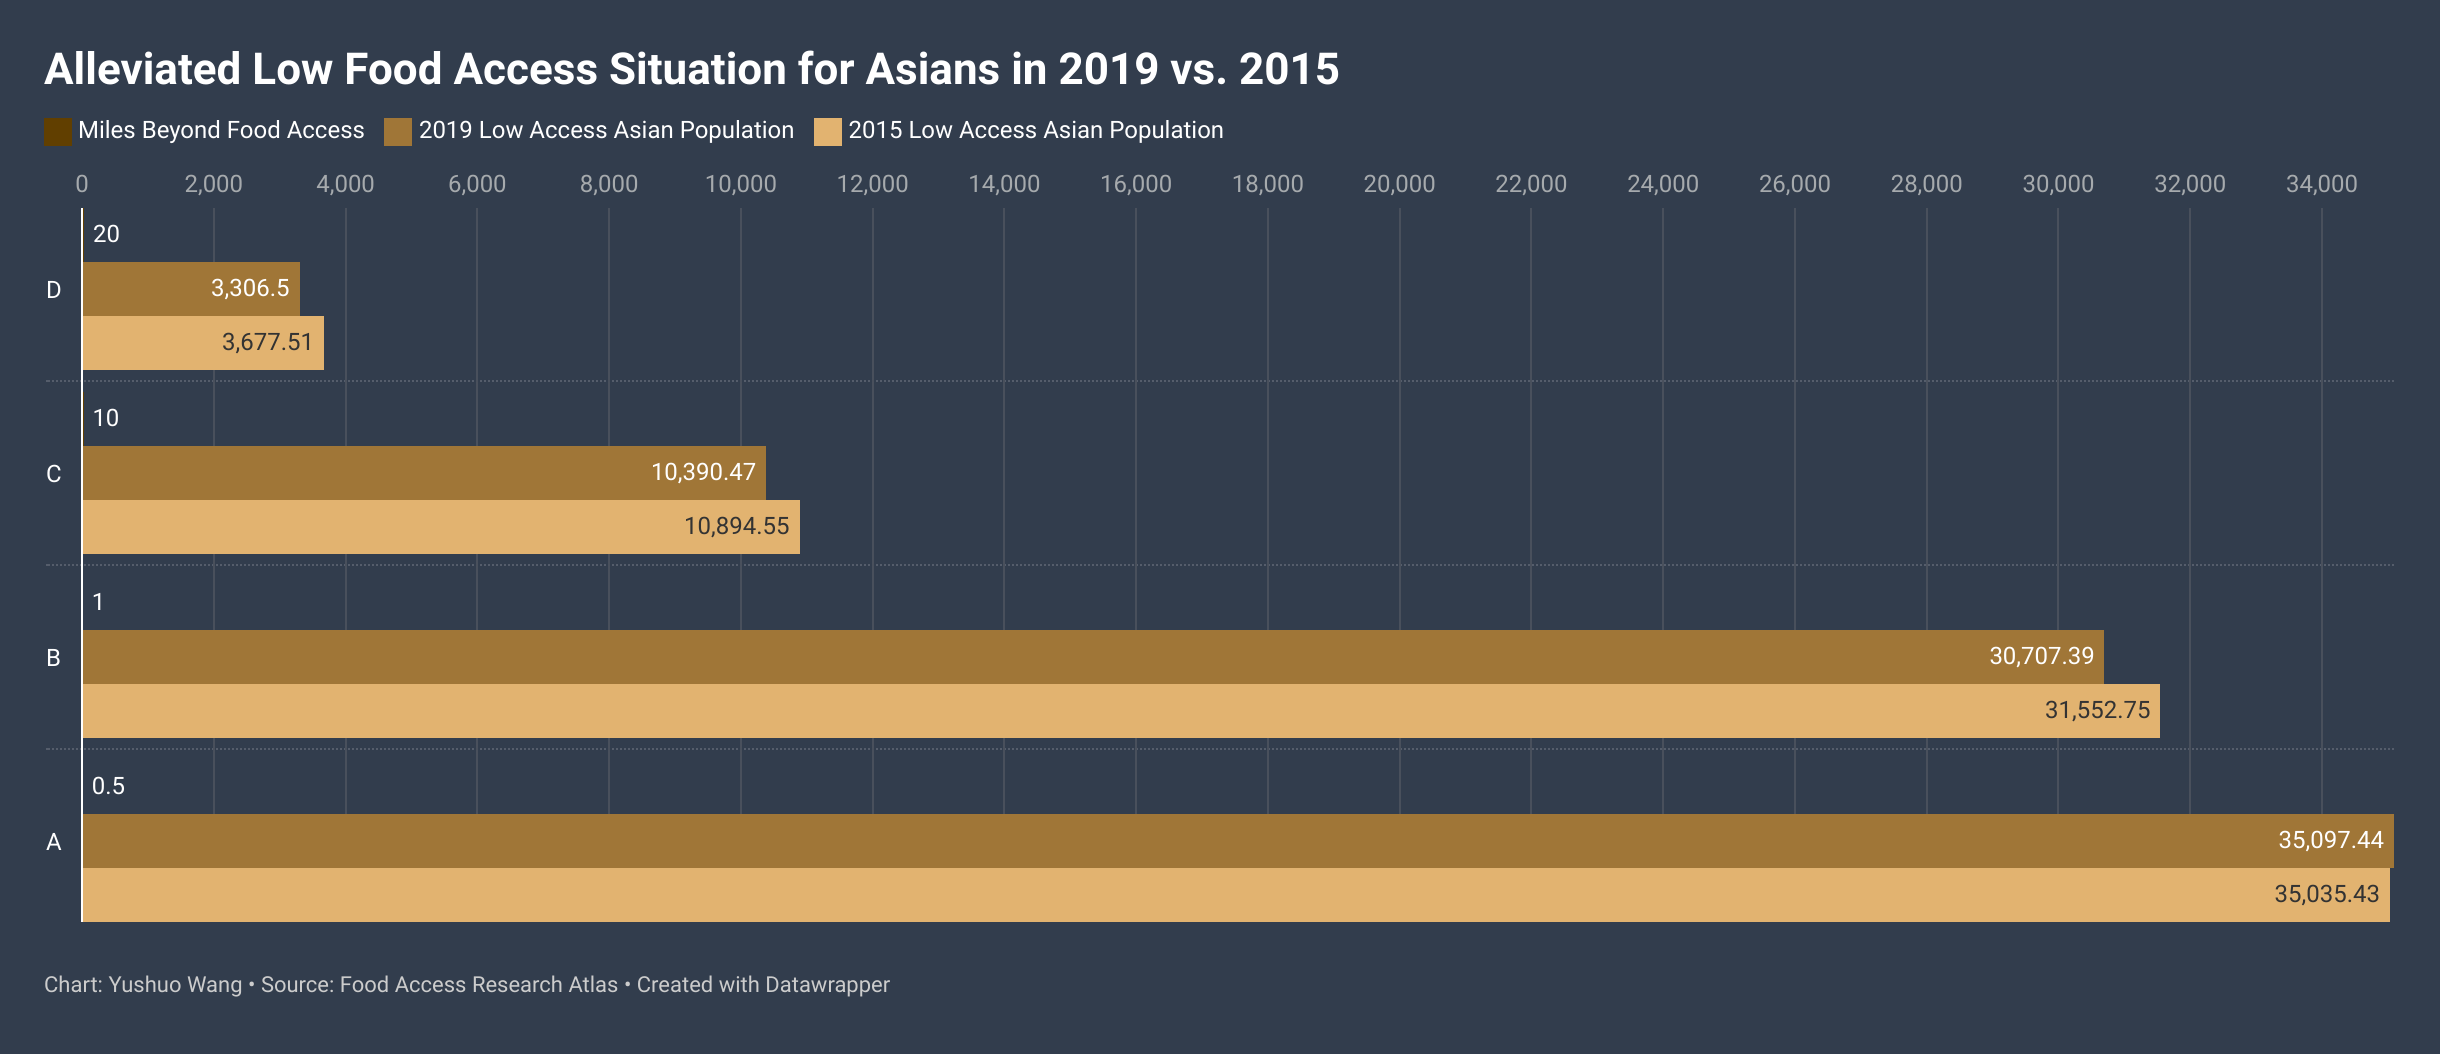 Alleviated Low Food Access Situation for Asians in 2019 vs. 2015
Miles Beyond Food Access 2019 Low Access Asian Population 2015 Low Access Asian Population
0 2,000 4,000 6,000 8,000 10,000 12,000 14,000 16,000 18,000 20,000 22,000 24,000 26,000 28,000 30,000 32,000 34,000
20
D 3,306.5
3,677.51
10
C 10,390.47
10,894.55
1
B 30,707.39
31,552.75
0.5
A 35,097.44
35,035.43
Chart: Yushuo Wang • Source: Food Access Research Atlas • Created with Datawrapper